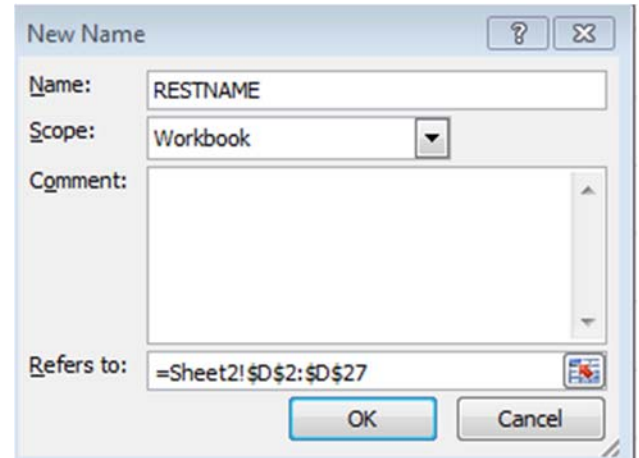 New Name
Name: RESTNAME
Scope: Workbook
Comment:
Refers to: =Sheet2!$D$2:$D$27
OK Cancel